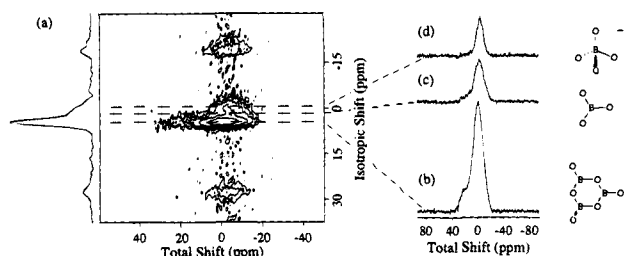 (a)
-15
0
15
30
Isotropic Shift (ppm)
40 20 0 -20 -40
Total Shift (ppm)
(d)
(c)
(b)
80 40 0 -40 -80
Total Shift (ppm)
O
B O
O
O
−
O
B O
O
O B O
B
O O
B
O
O